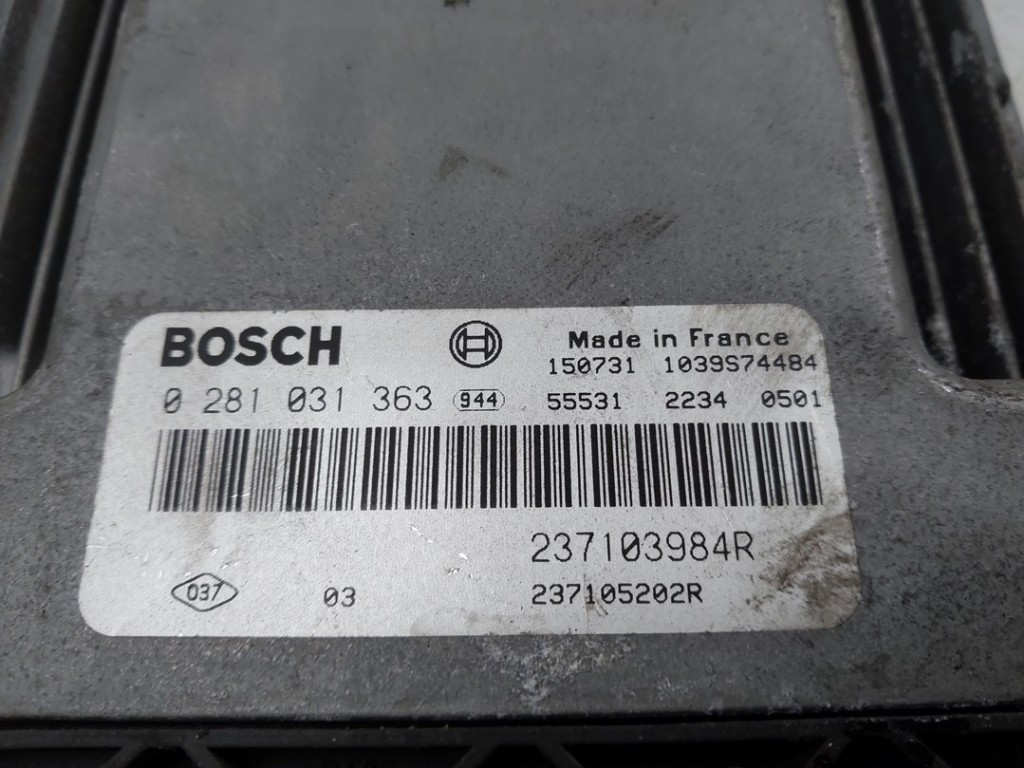 BOSCH Made in France
150731 1039S74484
0 281 031 363 944 55531 2234 0501
237103984R
037 03 237105202R